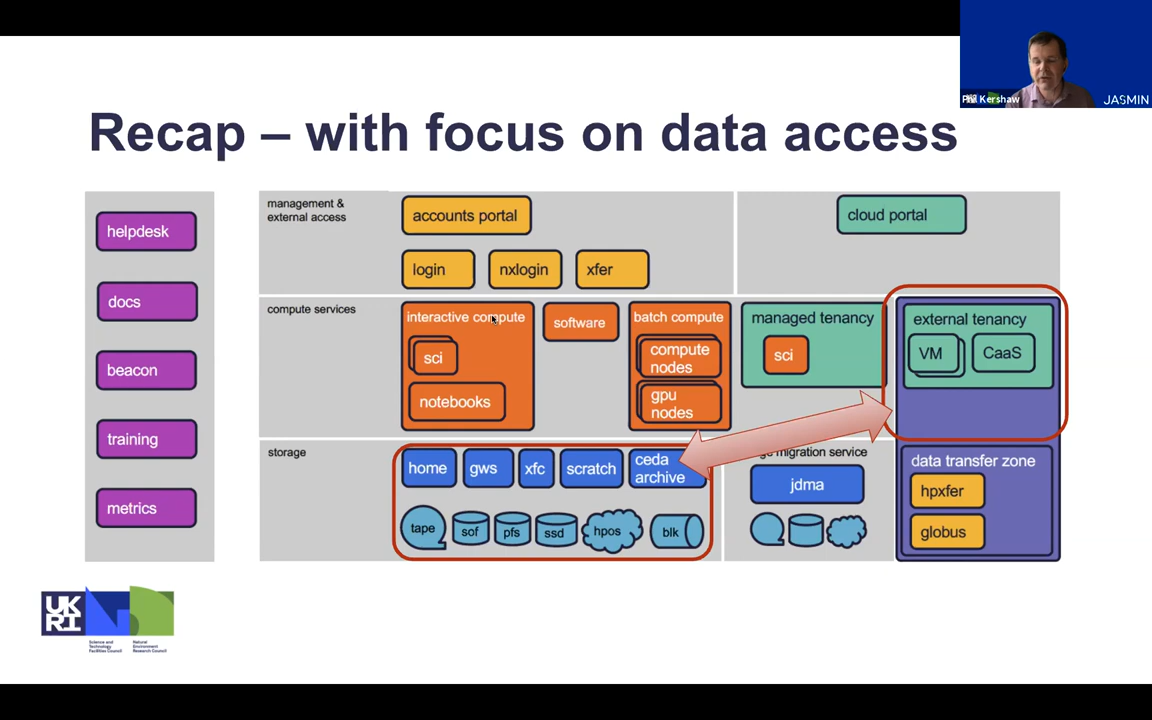 Phil Kershaw
JASMIN
Recap – with focus on data access
helpdesk
docs
beacon
training
metrics
management &
external access
accounts portal
login
nxlogin
xfer
cloud portal
compute services
interactive compute
sci
notebooks
software
batch compute
compute
nodes
gpu
nodes
managed tenancy
sci
external tenancy
VM
CaaS
storage
home
gws
xfc
scratch
ceda
archive
tape
sof
pfs
ssd
hpos
blk
migration service
jdma
data transfer zone
hpxfer
globus
UK
RI
Science and
Technology
Facilities Council
Natural
Environment
Research Council